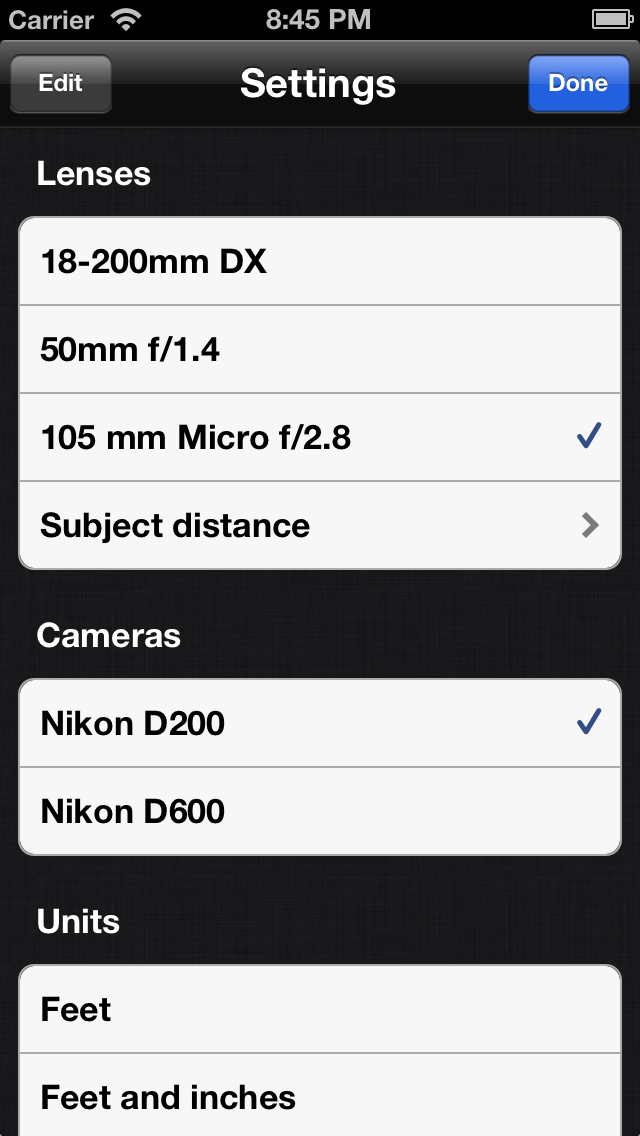 Carrier 8:45 PM
Edit Settings Done
Lenses
18-200mm DX
50mm f/1.4
105 mm Micro f/2.8
Subject distance
Cameras
Nikon D200
Nikon D600
Units
Feet
Feet and inches